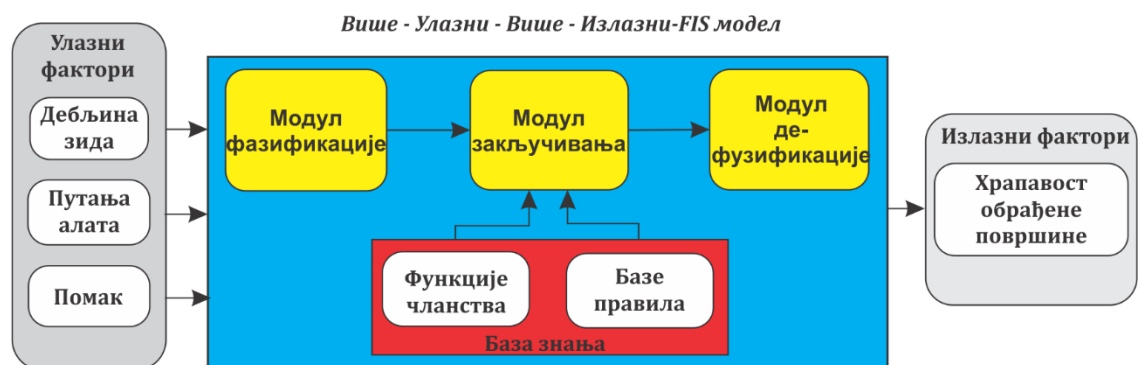 Више - Улазни - Више - Излазни-FIS модел
Улазни
фактори
Дебљина
зида
Путања
алата
Помак
Модул
фазификације
Модул
закључивања
Модул
де-
фузификације
Функције
чланства
Базе
правила
База знања
Излазни фактори
Храпавост
обрађене
површине